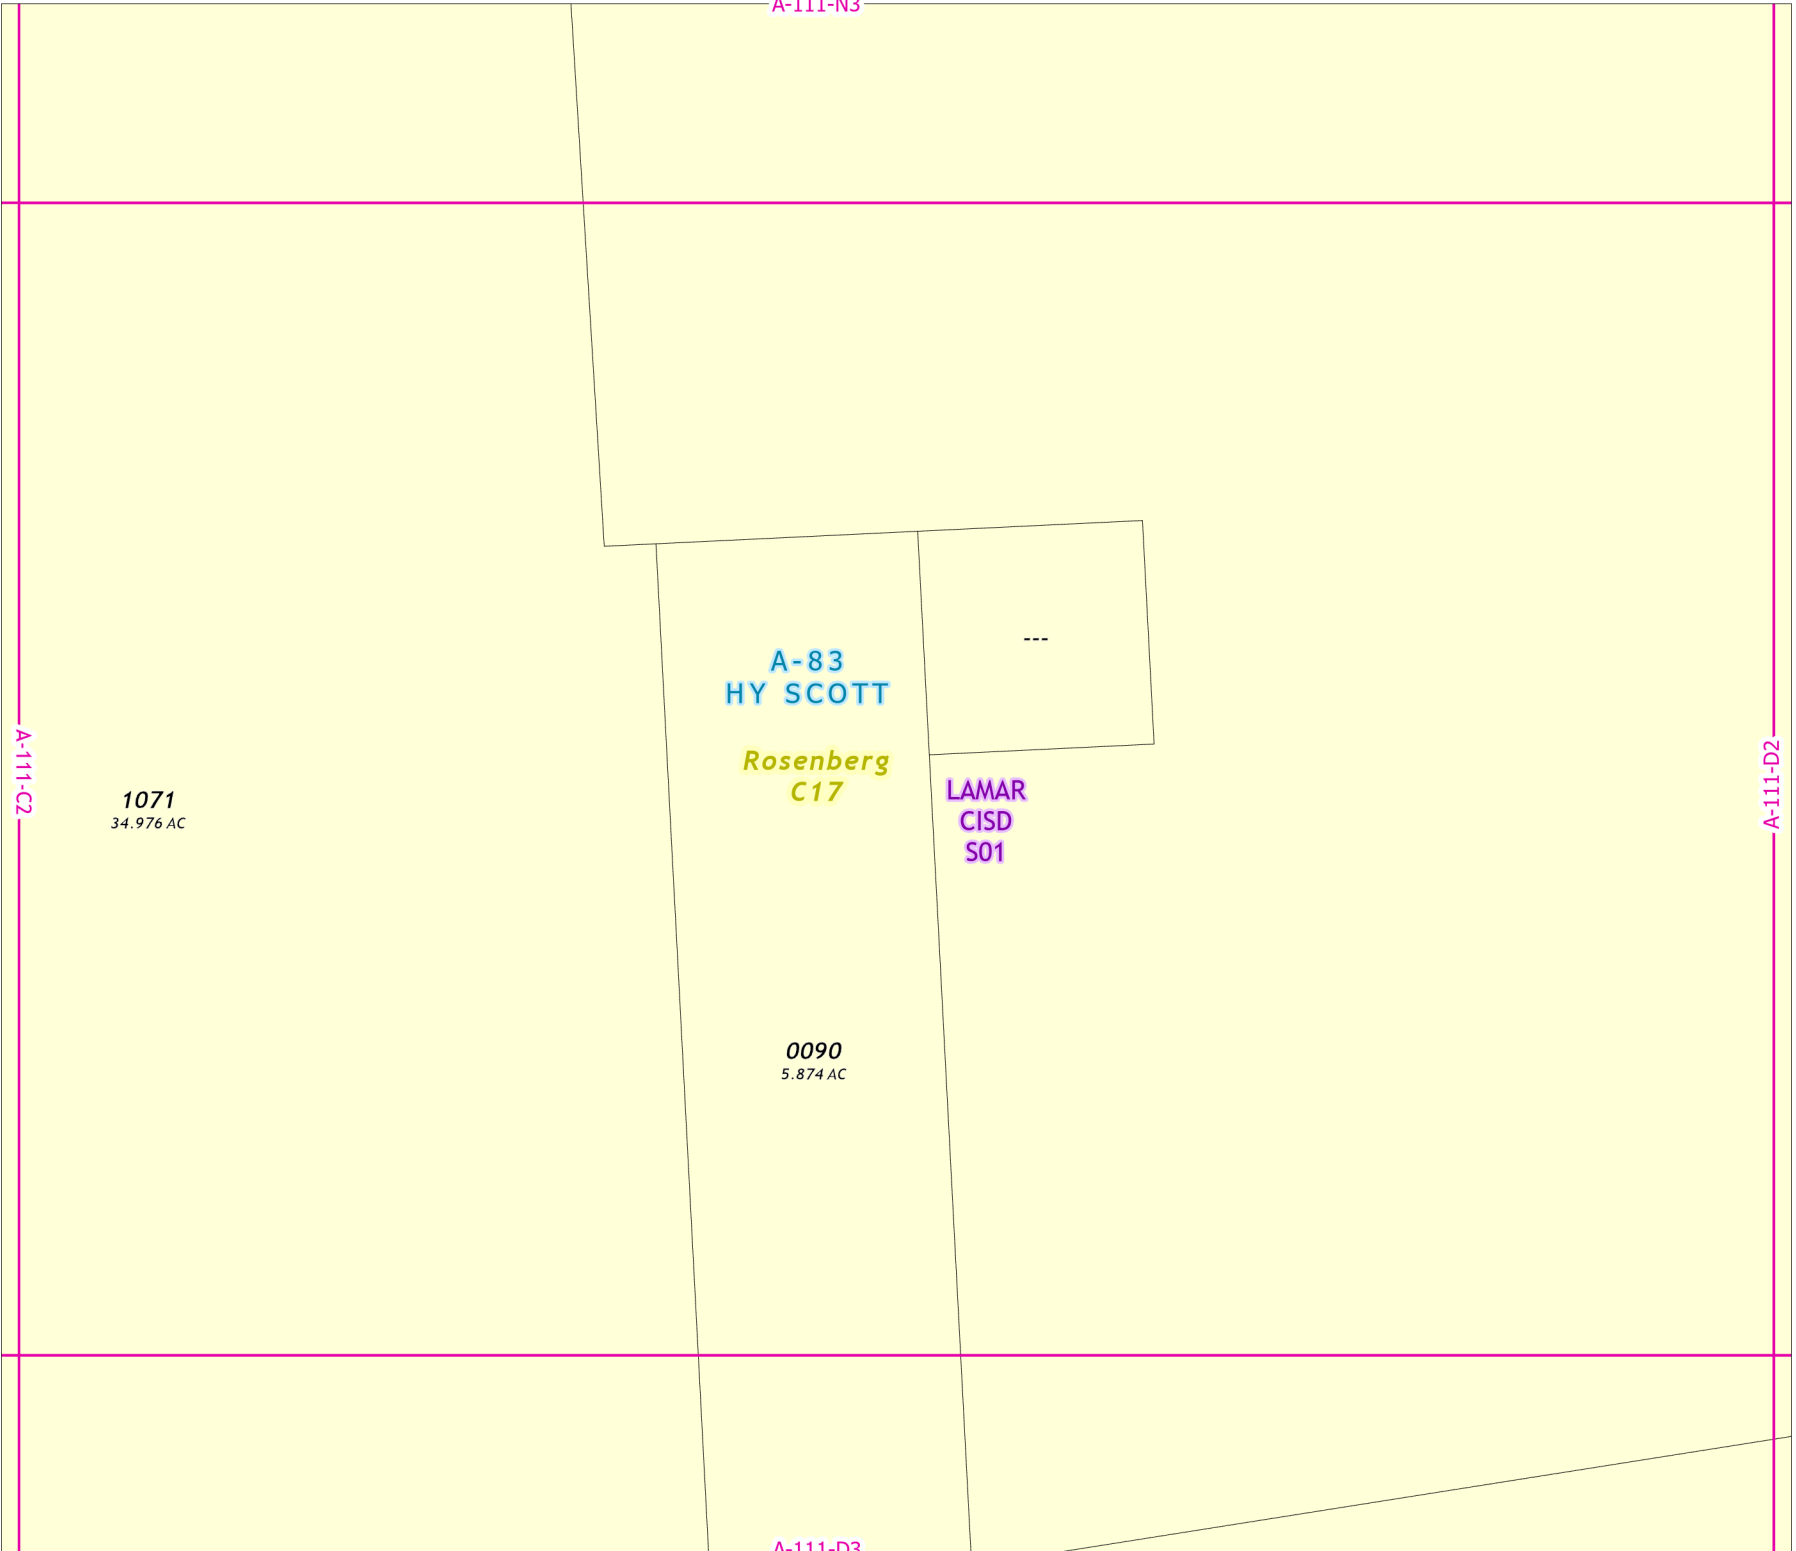 A-111-N3
---
A-83
HY SCOTT
Rosenberg
C17
A-111-C2
A-111-D2
LAMAR
CISD
S01
1071
34.976 AC
0090
5.874 AC
A-111-D3